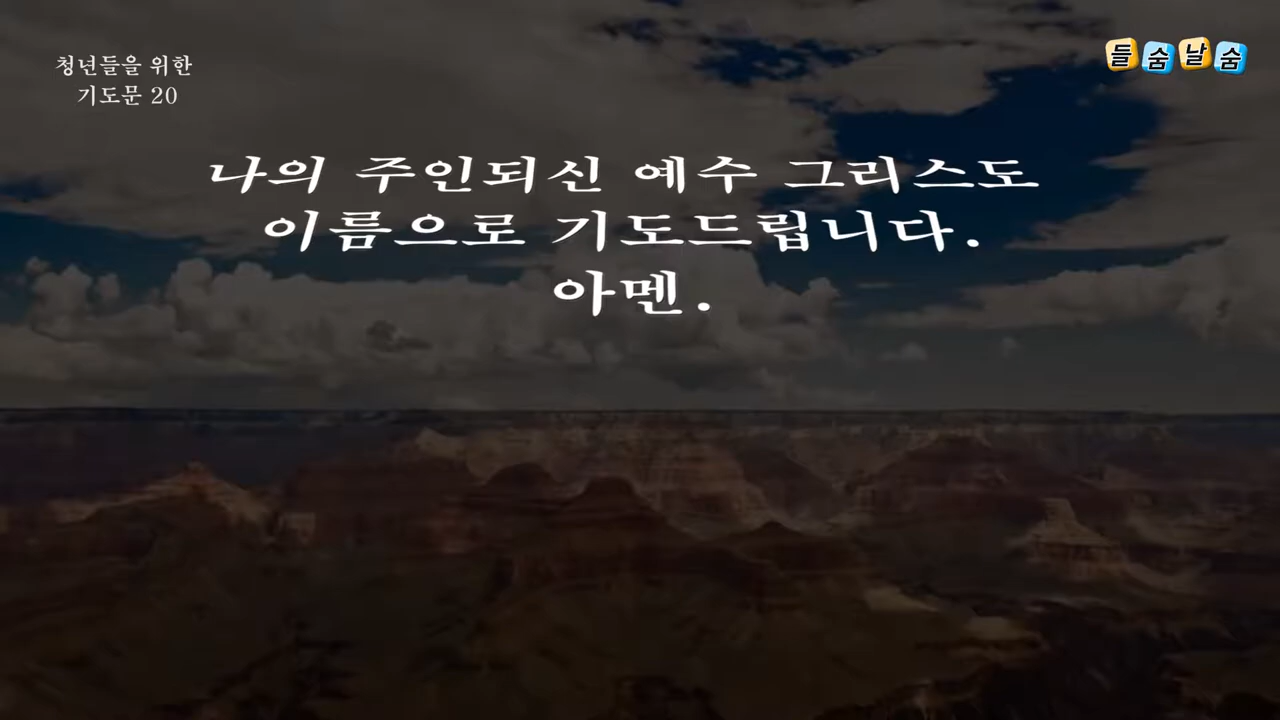 청년들을 위한
기도문 20
들숨날숨
나의 주인되신 예수 그리스도
이름으로 기도드립니다.
아멘.